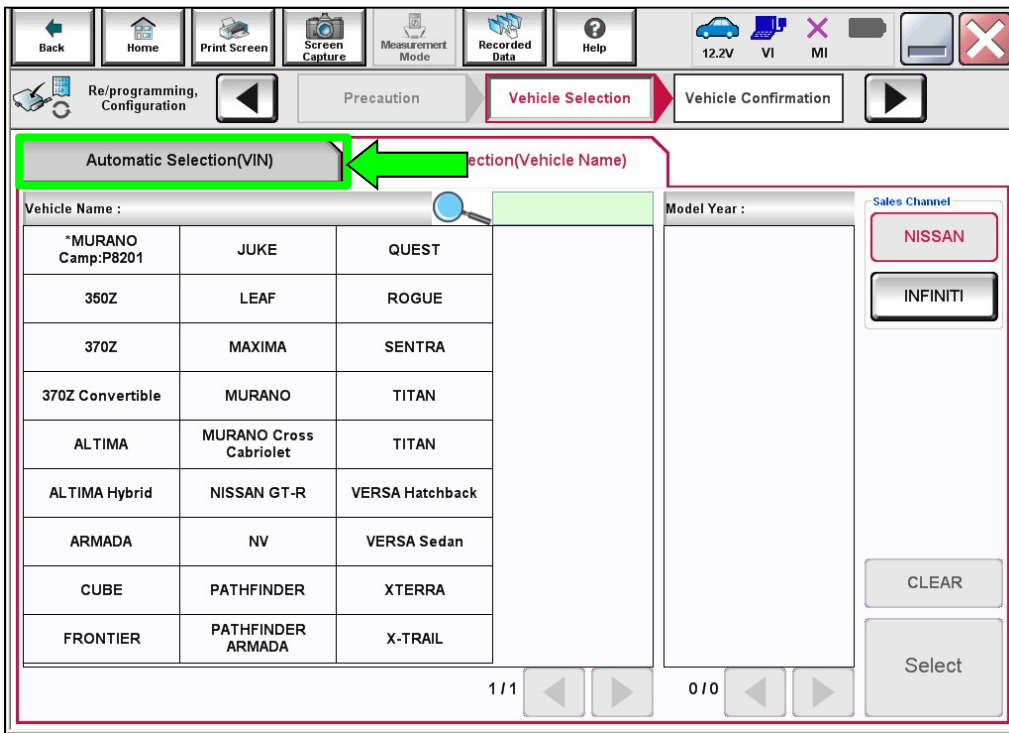 Back
Home
Print Screen
Screen
Capture
Measurement
Mode
Recorded
Data
Help
12.2V
VI
MI
Re/programming,
Configuration
Precaution
Vehicle Selection
Vehicle Confirmation
Automatic Selection(VIN)
ection(Vehicle Name)
Vehicle Name :
Model Year :
Sales Channel
*MURANO
Camp:P8201
JUKE
QUEST
NISSAN
350Z
LEAF
ROGUE
INFINITI
370Z
MAXIMA
SENTRA
370Z Convertible
MURANO
TITAN
ALTIMA
MURANO Cross
Cabriolet
TITAN
ALTIMA Hybrid
NISSAN GT-R
VERSA Hatchback
ARMADA
NV
VERSA Sedan
CUBE
PATHFINDER
XTERRA
CLEAR
FRONTIER
PATHFINDER
ARMADA
X-TRAIL
Select
1/1
0/0